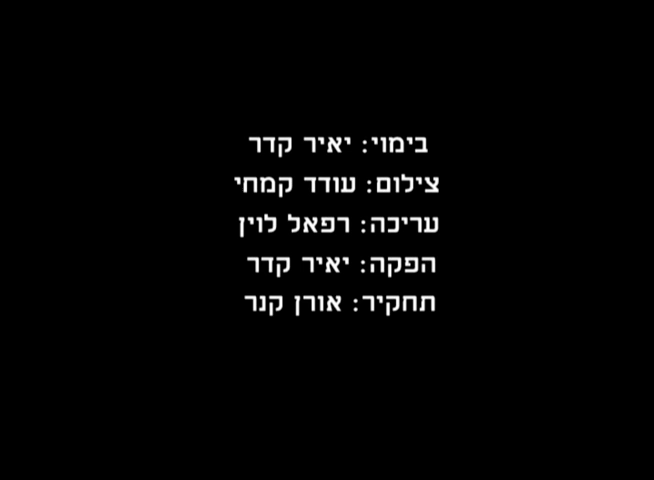 בימוי: יאיר קדר
צילום: עודד קמחי
עריכה: רפאל לוין
הפקה: יאיר קדר
תחקיר: אורן קנר